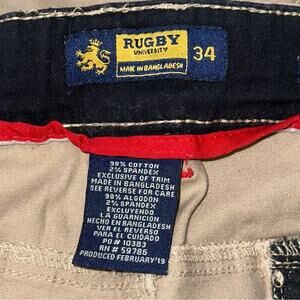 RUGBY
UNIVERSITY
MADE IN BANGLADESH
34
98% COTTON
2% SPANDEX
EXCLUSIVE OF TRIM
MADE IN BANGLADESH
SEE REVERSE FOR CARE
98% ALGODON
2% SPANDEX
EXCLUYENDO
LA GUARNICION
HECHO EN BANGLADESH
VER EL REVERSO
PARA EL CUIDADO
PO # 10383
RN # 59786
PRODUCED FEBRUARY'19